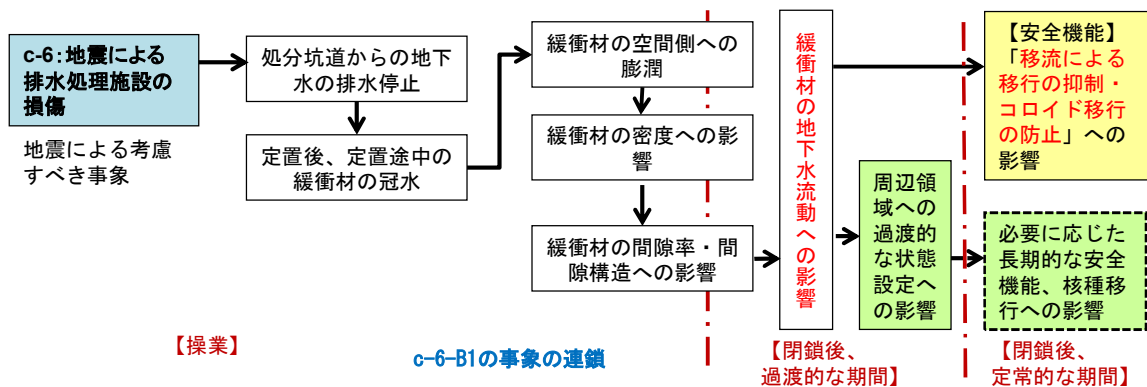 c-6：地震による
排水処理施設の
損傷
地震による考慮
すべき事象
処分坑道からの地下
水の排水停止
定置後、定置途中の
緩衝材の冠水
緩衝材の空間側への
膨潤
緩衝材の密度への影
響
緩衝材の間隙率・間
隙構造への影響
緩衝材の地下水流動への影響
周辺領
域への
過渡的
な状態
設定へ
の影響
【安全機能】
「移流による
移行の抑制・
コロイド移行
の防止」への
影響
必要に応じた
長期的な安全
機能、核種移
行への影響
【操業】
c-6-B1の事象の連鎖
【閉鎖後、
過渡的な期間】
【閉鎖後、
定常的な期間】